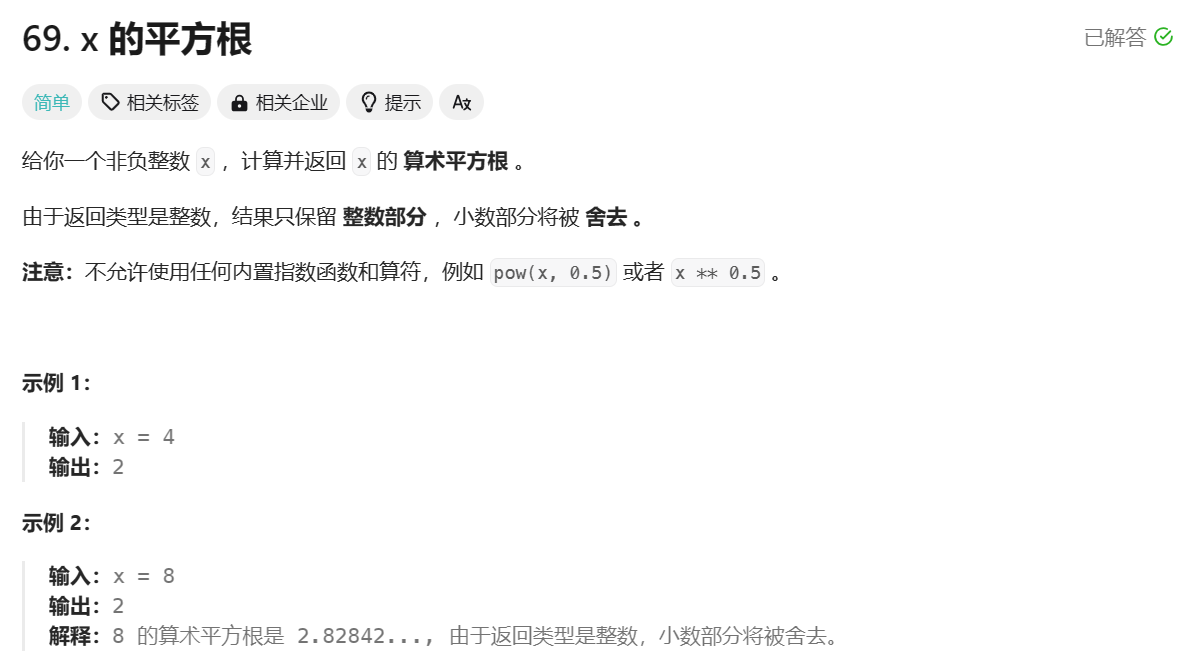 69. x 的平方根
已解答
简单 相关标签 相关企业 提示 A文
给你一个非负整数 x ，计算并返回 x 的 算术平方根 。
由于返回类型是整数，结果只保留 整数部分 ，小数部分将被 舍去 。
注意：不允许使用任何内置指数函数和算符，例如 pow(x, 0.5) 或者 x ** 0.5 。
示例 1：
输入：x = 4
输出：2
示例 2：
输入：x = 8
输出：2
解释：8 的算术平方根是 2.82842..., 由于返回类型是整数，小数部分将被舍去。